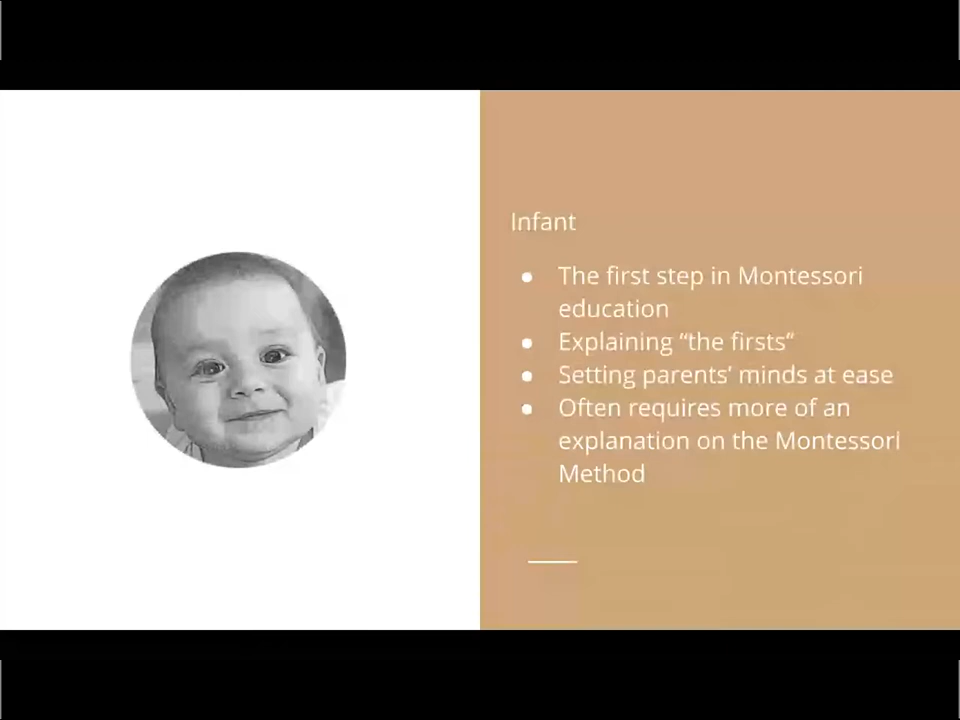 Infant
● The first step in Montessori
education
● Explaining “the firsts”
● Setting parents’ minds at ease
● Often requires more of an
explanation on the Montessori
Method